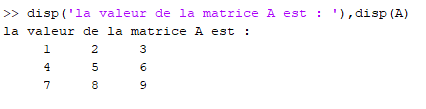 >> disp('la valeur de la matrice A est : '),disp(A)
la valeur de la matrice A est :
1 2 3
4 5 6
7 8 9